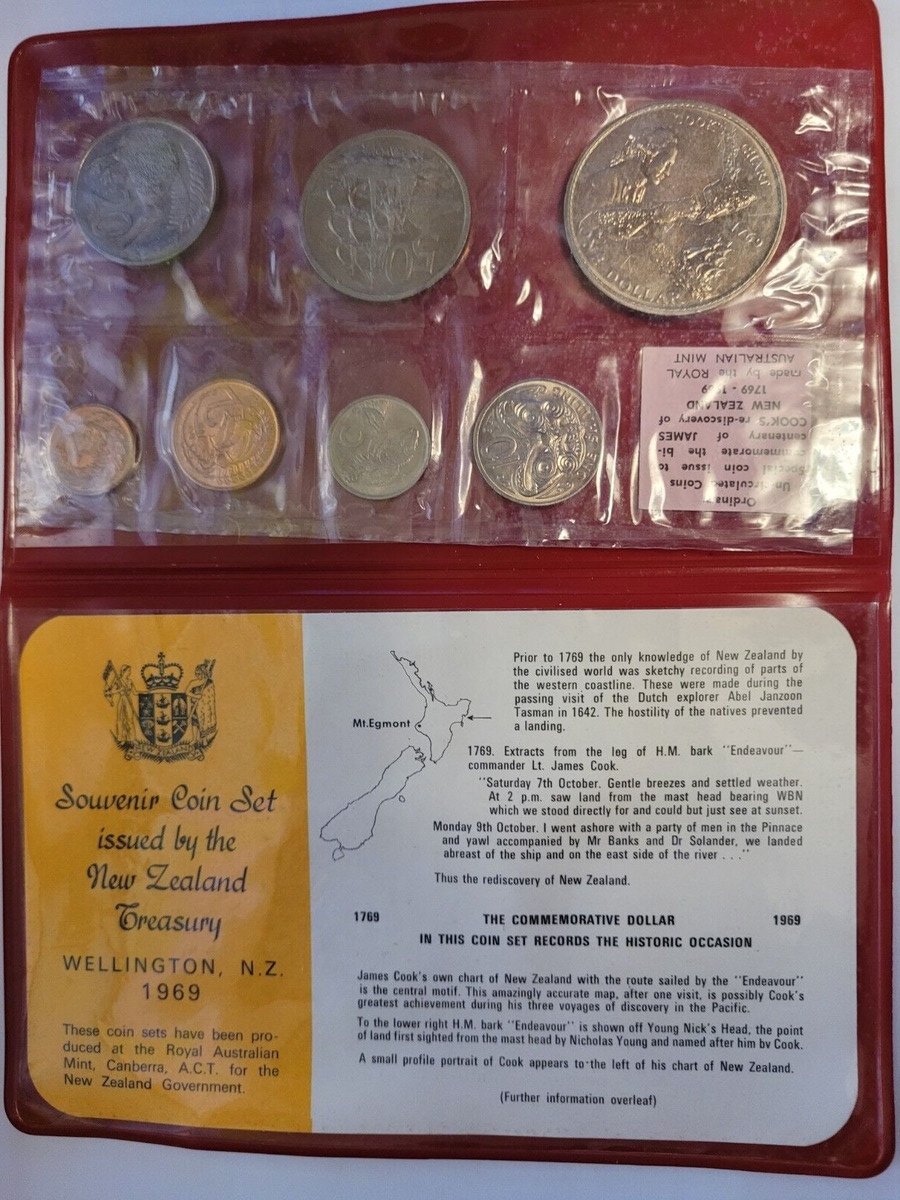 COOK'S CHART
1769
DOLLAR
50
5
10
ONE SHILLING
Ordinary
Uncirculated Coins
Special coin issue to
commemorate the bi-
centenary of JAMES
COOK'S re-discovery of
NEW ZEALAND
1769 - 1969
made by the ROYAL
AUSTRALIAN MINT
NEW ZEALAND
Souvenir Coin Set
issued by the
New Zealand
Treasury
WELLINGTON, N.Z.
1969
These coin sets have been pro-
duced at the Royal Australian
Mint, Canberra, A.C.T. for the
New Zealand Government.
Mt.Egmont
Prior to 1769 the only knowledge of New Zealand by
the civilised world was sketchy recording of parts of
the western coastline. These were made during the
passing visit of the Dutch explorer Abel Janzoon
Tasman in 1642. The hostility of the natives prevented
a landing.
1769. Extracts from the log of H.M. bark "Endeavour"—
commander Lt. James Cook.
"Saturday 7th October. Gentle breezes and settled weather.
At 2 p.m. saw land from the mast head bearing WBN
which we stood directly for and could but just see at sunset.
Monday 9th October. I went ashore with a party of men in the Pinnace
and yawl accompanied by Mr Banks and Dr Solander, we landed
abreast of the ship and on the east side of the river . . ."
Thus the rediscovery of New Zealand.
1769 THE COMMEMORATIVE DOLLAR 1969
IN THIS COIN SET RECORDS THE HISTORIC OCCASION
James Cook's own chart of New Zealand with the route sailed by the "Endeavour"
is the central motif. This amazingly accurate map, after one visit, is possibly Cook's
greatest achievement during his three voyages of discovery in the Pacific.
To the lower right H.M. bark "Endeavour" is shown off Young Nick's Head, the point
of land first sighted from the mast head by Nicholas Young and named after him by Cook.
A small profile portrait of Cook appears to the left of his chart of New Zealand.
(Further information overleaf)